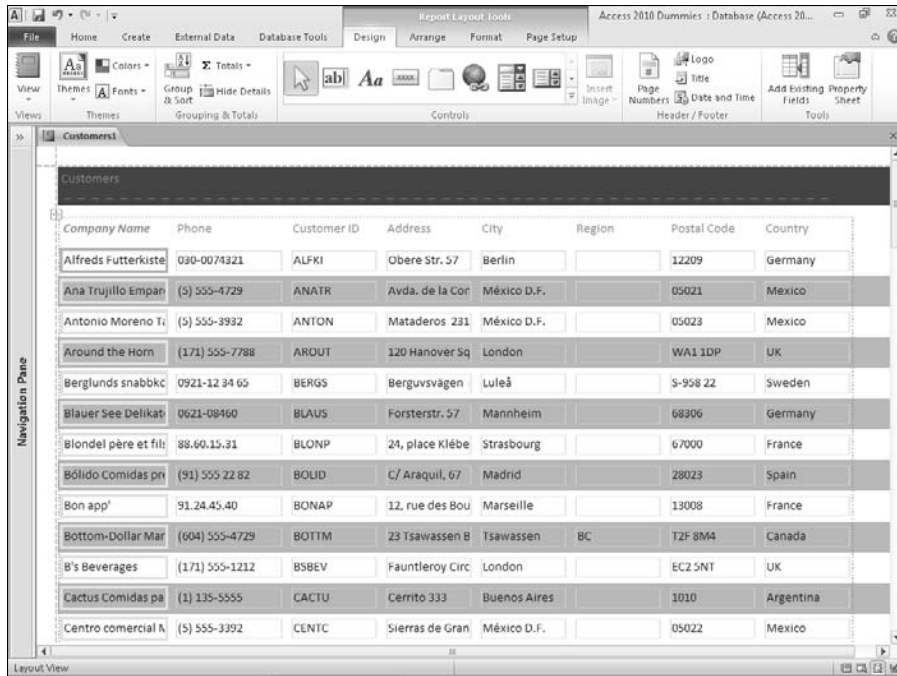 Report Layout Tools
Access 2010 Dummies : Database (Access 20...
File Home Create External Data Database Tools Design Arrange Format Page Setup
View
Views
Aa Themes
Colors
A Fonts
Themes
Group & Sort
Σ Totals
Hide Details
Grouping & Totals
ab| Aa xxxx
Controls
Insert Image
Page Numbers
Logo
Title
Date and Time
Header / Footer
Add Existing Fields
Property Sheet
Tools
Customers1
Navigation Pane
Customers
Company Name Phone Customer ID Address City Region Postal Code Country
Alfreds Futterkiste 030-0074321 ALFKI Obere Str. 57 Berlin 12209 Germany
Ana Trujillo Empar (5) 555-4729 ANATR Avda. de la Cor México D.F. 05021 Mexico
Antonio Moreno Ta (5) 555-3932 ANTON Mataderos 231 México D.F. 05023 Mexico
Around the Horn (171) 555-7788 AROUT 120 Hanover Sq London WA1 1DP UK
Berglunds snabbkc 0921-12 34 65 BERGS Berguvsvägen Luleå S-958 22 Sweden
Blauer See Delikat 0621-08460 BLAUS Forsterstr. 57 Mannheim 68306 Germany
Blondel père et fils 88.60.15.31 BLONP 24, place Klébe Strasbourg 67000 France
Bólido Comidas pre (91) 555 22 82 BOLID C/ Araquil, 67 Madrid 28023 Spain
Bon app' 91.24.45.40 BONAP 12, rue des Bou Marseille 13008 France
Bottom-Dollar Mar (604) 555-4729 BOTTM 23 Tsawassen B Tsawassen BC T2F 8M4 Canada
B's Beverages (171) 555-1212 BSBEV Fauntleroy Circ London EC2 5NT UK
Cactus Comidas pa (1) 135-5555 CACTU Cerrito 333 Buenos Aires 1010 Argentina
Centro comercial M (5) 555-3392 CENTC Sierras de Gran México D.F. 05022 Mexico
Layout View